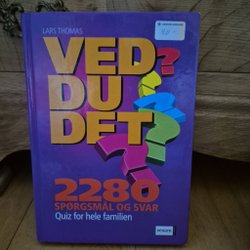 LARS THOMAS
VED
DU
DET
?
?
?
?
2280
SPØRGSMÅL OG SVAR
Quiz for hele familien